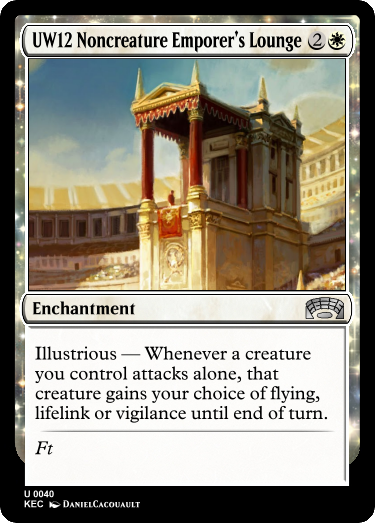 UW12 Noncreature Emporer's Lounge 2
Enchantment
Illustrious — Whenever a creature
you control attacks alone, that
creature gains your choice of flying,
lifelink or vigilance until end of turn.
Ft
U 0040
KEC DanielCacouault